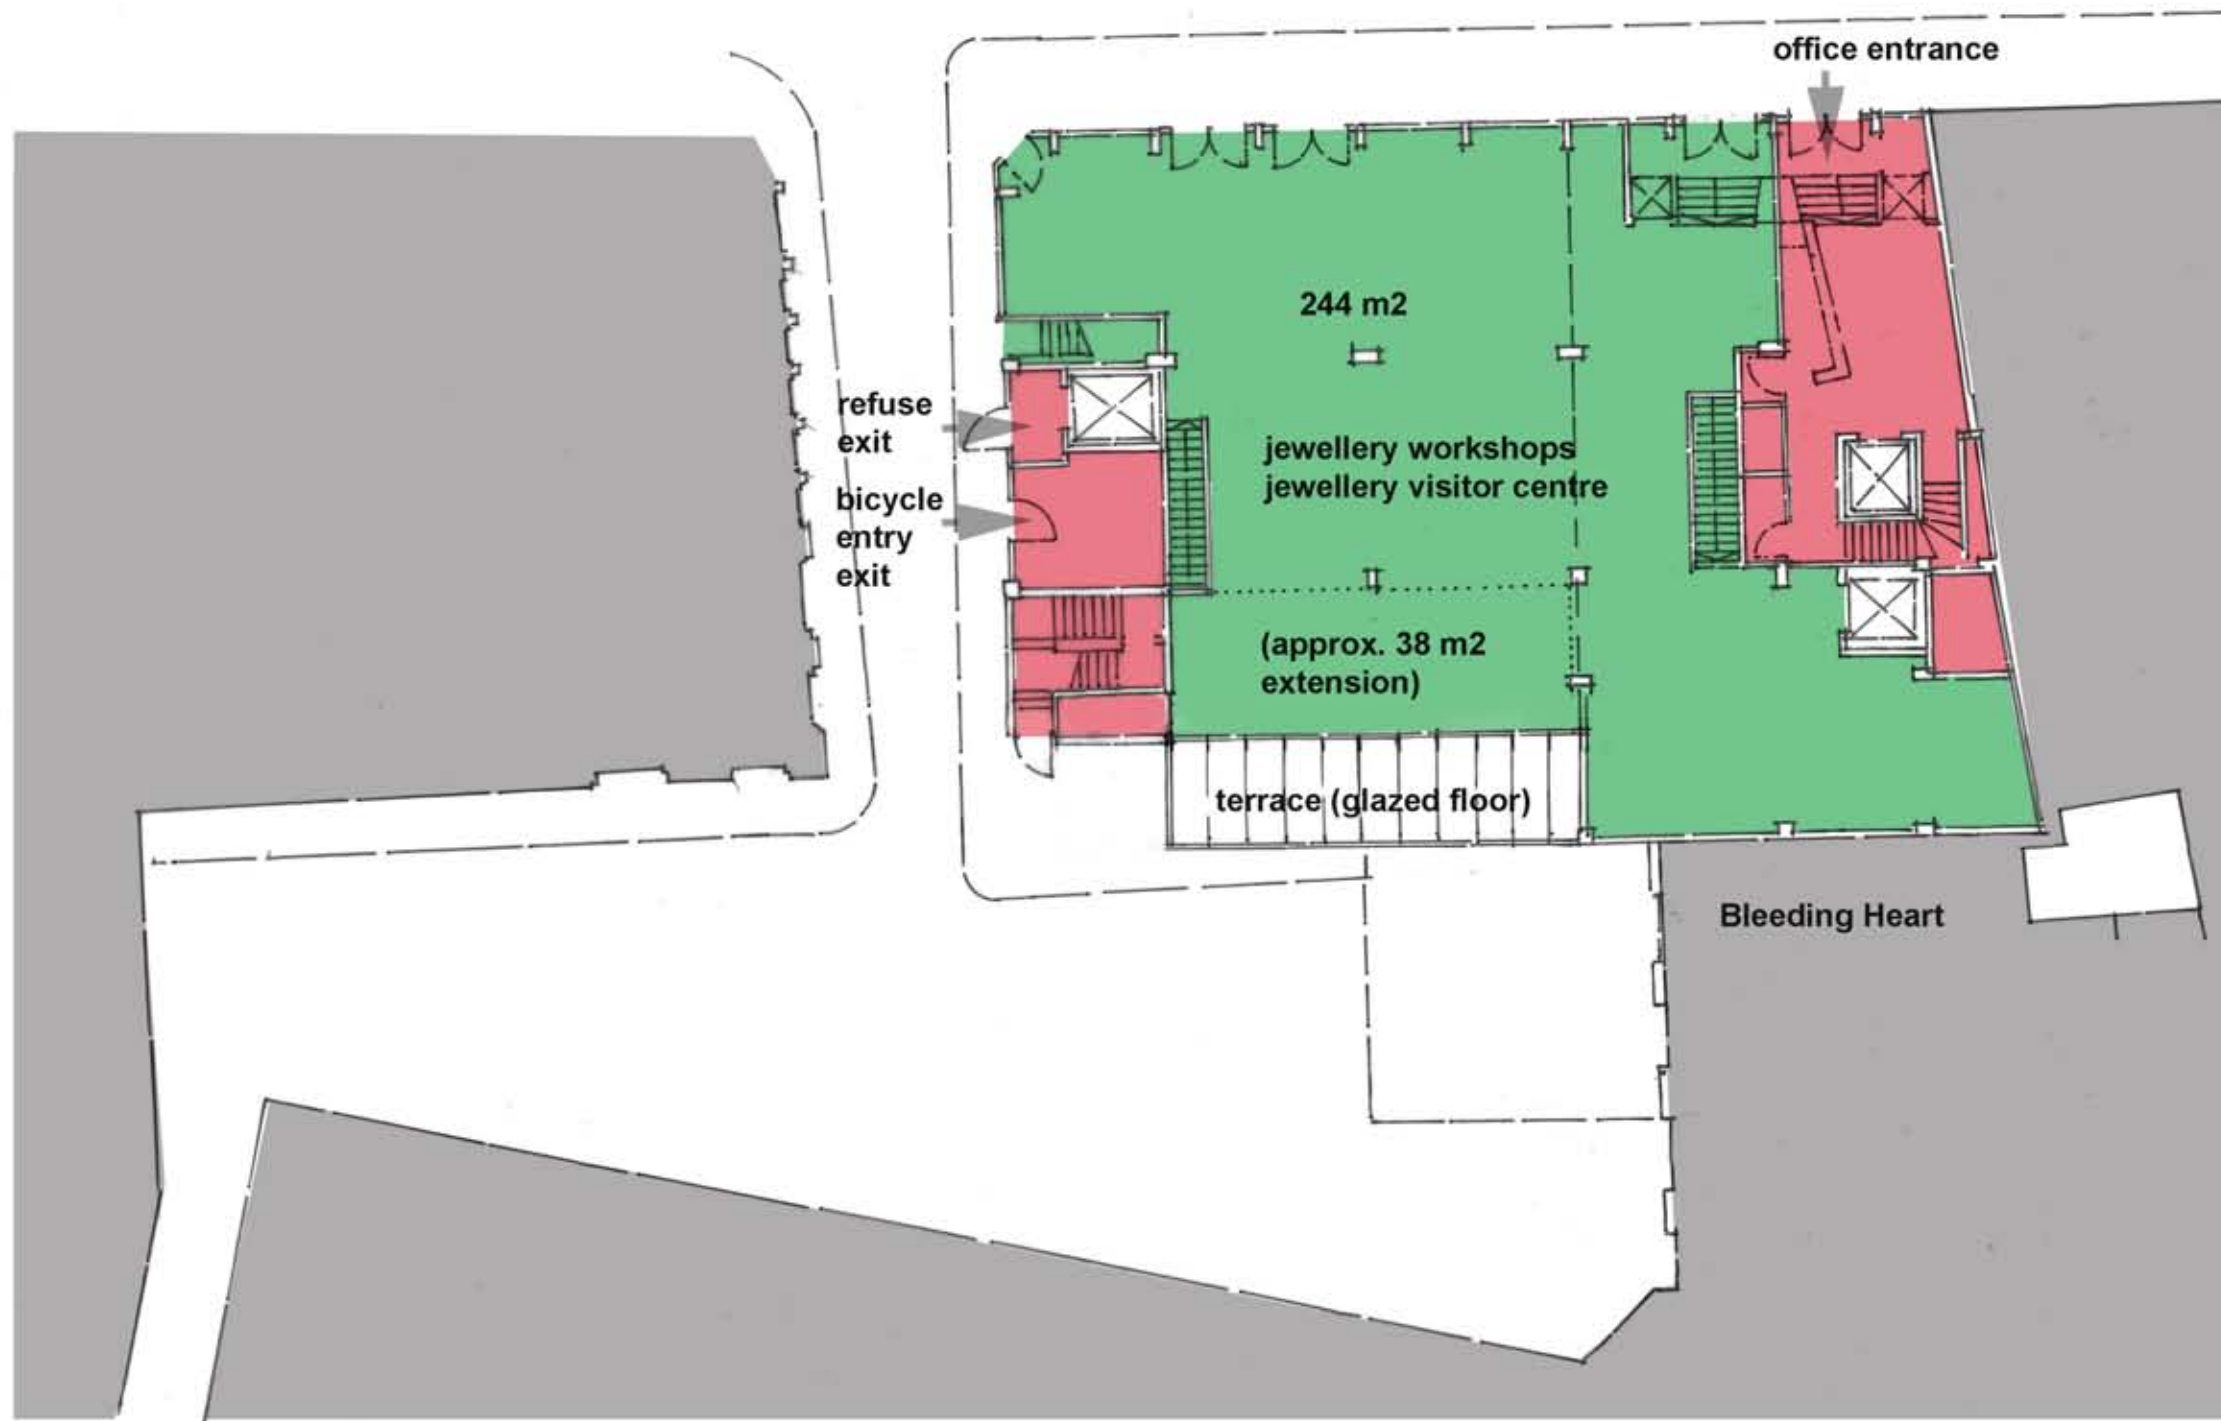 office entrance
244 m2
refuse
exit
jewellery workshops
jewellery visitor centre
bicycle
entry
exit
(approx. 38 m2
extension)
terrace (glazed floor)
Bleeding Heart